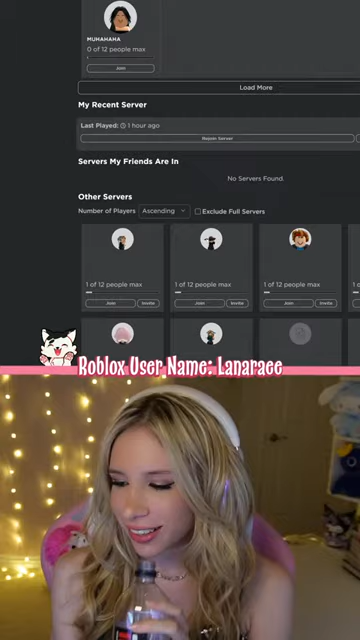 MUHAHAHA
0 of 12 people max
Join
Load More
My Recent Server
Last Played: 1 hour ago
Rejoin Server
Servers My Friends Are In
No Servers Found.
Other Servers
Number of Players Ascending Exclude Full Servers
1 of 12 people max 1 of 12 people max 1 of 12 people max
Join Invite Join Invite Join Invite
Roblox User Name: Lanaraee